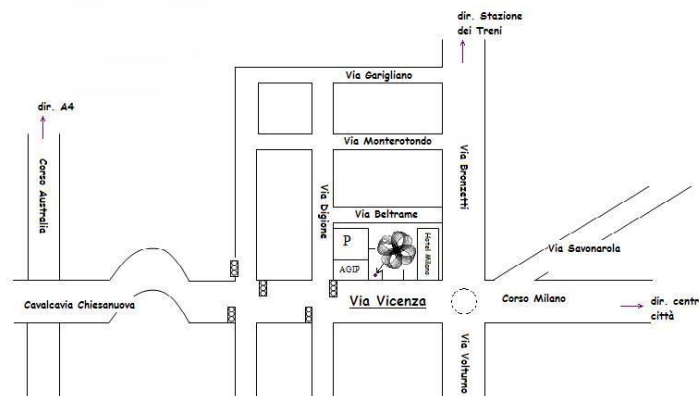 dir. Stazione
dei Treni
Via Garigliano
dir. A4
Via Monterotondo
Corso Australia
Via Digione
Via Bronzetti
Via Beltrame
P
Hotel Milano
AGIP
Via Savonarola
Cavalcavia Chiesanuova
Via Vicenza
Corso Milano
dir. centr
città
Via Volturno